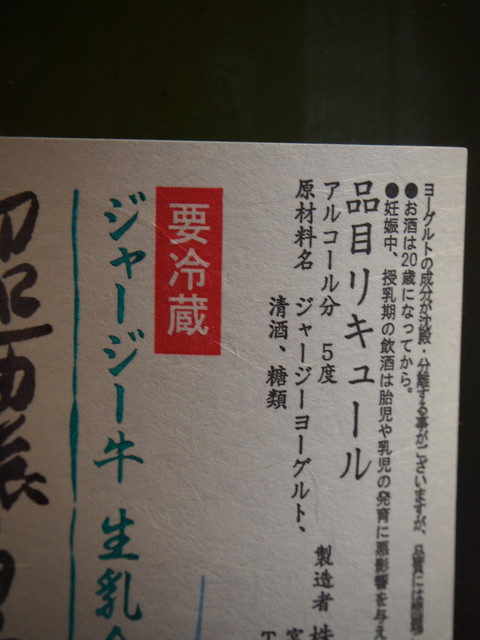 ヨーグルトの成分が沈殿・分離する事がございますが、品質には
●お酒は20歳になってから。
●妊娠中、授乳期の飲酒は胎児や乳児の発育に悪影響を与え
品目リキュール
アルコール分 5度
原材料名 ジャージーヨーグルト、
清酒、糖類
製造者 株
要冷蔵
ジャージー牛 生乳